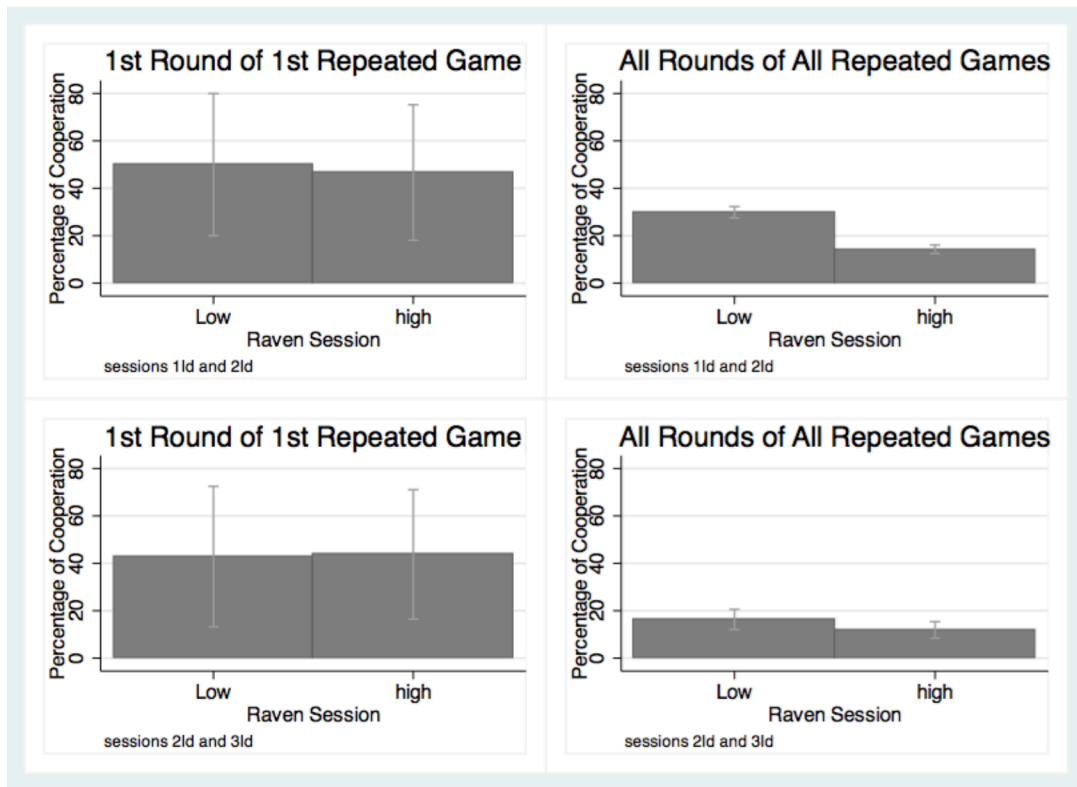 1st Round of 1st Repeated Game
Percentage of Cooperation
80
60
40
20
0
Low high
Raven Session
sessions 1ld and 2ld
All Rounds of All Repeated Games
Percentage of Cooperation
80
60
40
20
0
Low high
Raven Session
sessions 1ld and 2ld
1st Round of 1st Repeated Game
Percentage of Cooperation
80
60
40
20
0
Low high
Raven Session
sessions 2ld and 3ld
All Rounds of All Repeated Games
Percentage of Cooperation
80
60
40
20
0
Low high
Raven Session
sessions 2ld and 3ld